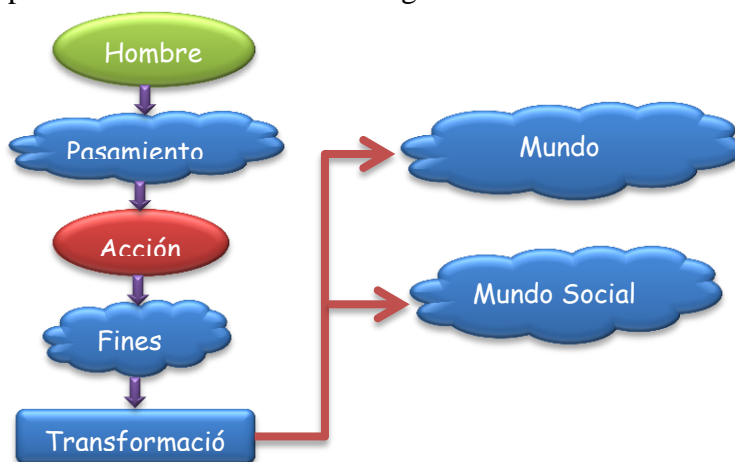 Hombre
Pasamiento
Acción
Fines
Transformació
Mundo
Mundo Social